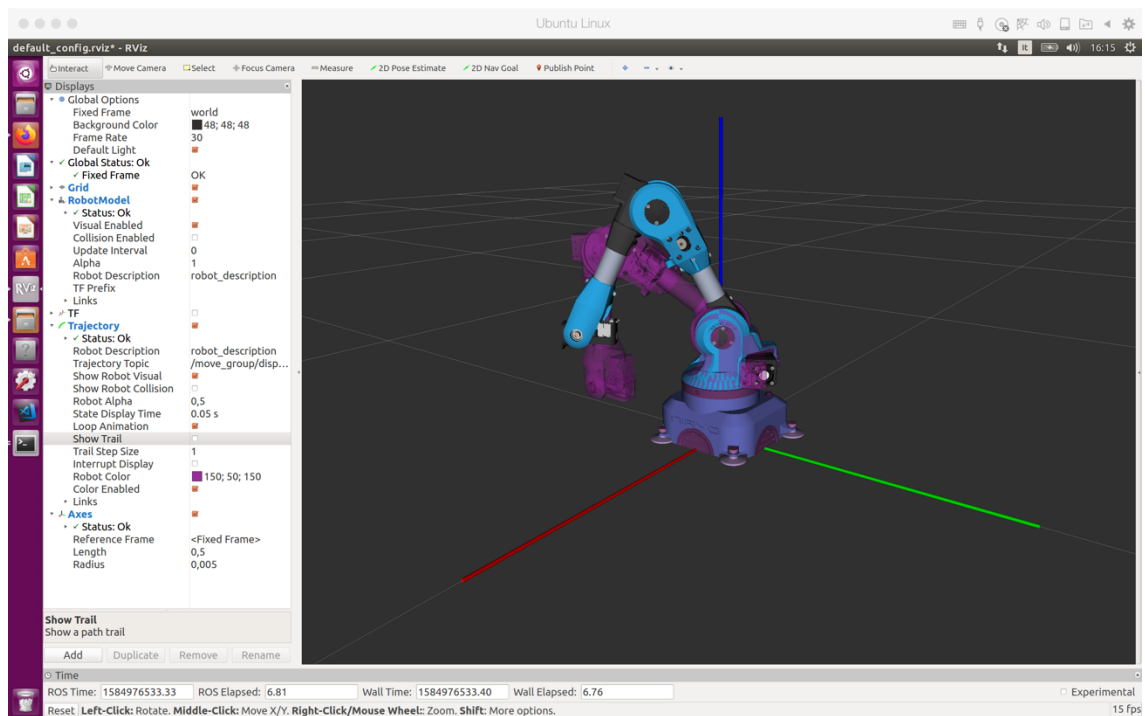 Ubuntu Linux
default_config.rviz* - RViz
It 16:15
Interact Move Camera Select Focus Camera Measure 2D Pose Estimate 2D Nav Goal Publish Point
Displays
Global Options
Fixed Frame world
Background Color 48; 48; 48
Frame Rate 30
Default Light
Global Status: Ok
Fixed Frame OK
Grid
RobotModel
Status: Ok
Visual Enabled
Collision Enabled
Update Interval 0
Alpha 1
Robot Description robot_description
TF Prefix
Links
TF
Trajectory
Status: Ok
Robot Description robot_description
Trajectory Topic /move_group/disp...
Show Robot Visual
Show Robot Collision
Robot Alpha 0,5
State Display Time 0.05 s
Loop Animation
Show Trail
Trail Step Size 1
Interrupt Display
Robot Color 150; 50; 150
Color Enabled
Links
Axes
Status: Ok
Reference Frame <Fixed Frame>
Length 0,5
Radius 0,005
Show Trail
Show a path trail
Add Duplicate Remove Rename
RViz
Time
ROS Time: 1584976533.33 ROS Elapsed: 6.81 Wall Time: 1584976533.40 Wall Elapsed: 6.76 Experimental
Reset Left-Click: Rotate. Middle-Click: Move X/Y. Right-Click/Mouse Wheel:: Zoom. Shift: More options. 15 fps